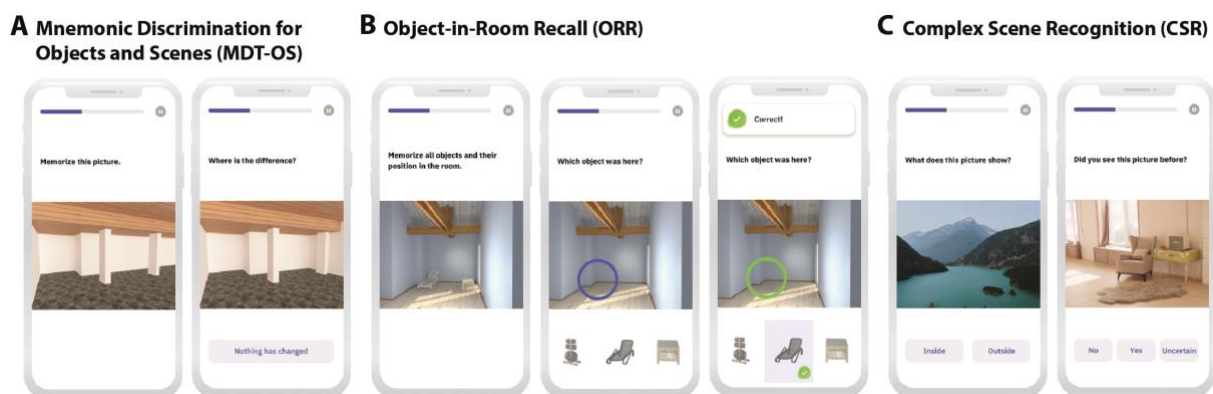 A Mnemonic Discrimination for
Objects and Scenes (MDT-OS)
Memorize this picture.
Where is the difference?
Nothing has changed
B Object-in-Room Recall (ORR)
Memorize all objects and their
position in the room.
Which object was here?
Correct!
Which object was here?
C Complex Scene Recognition (CSR)
What does this picture show?
Inside
Outside
Did you see this picture before?
No
Yes
Uncertain